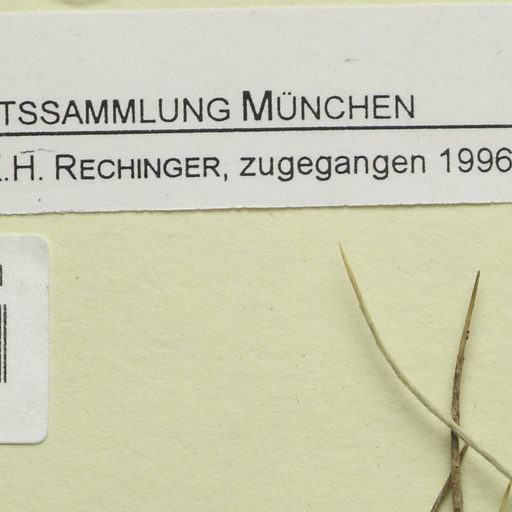 TSSAMMLUNG MÜNCHEN
.H. RECHINGER, zugegangen 1996